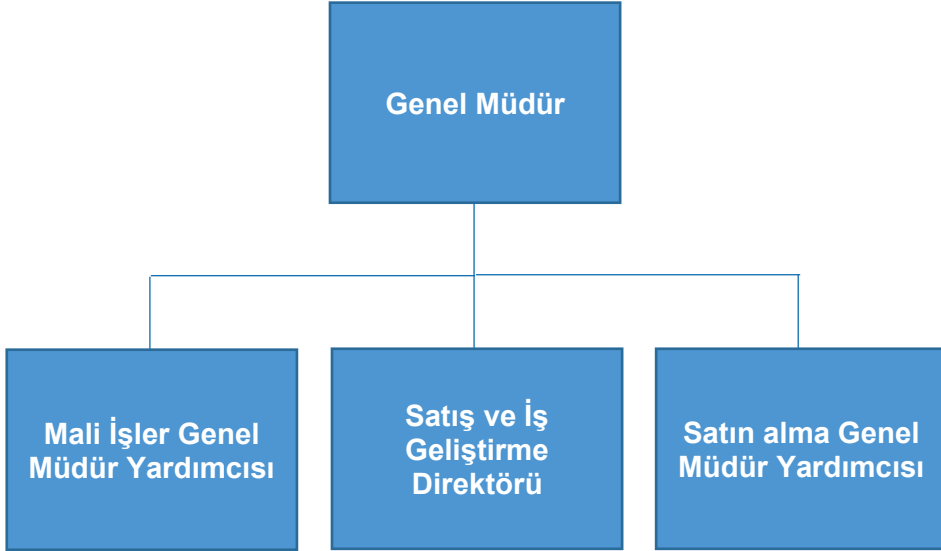 Genel Müdür
Mali İşler Genel
Müdür Yardımcısı
Satış ve İş
Geliştirme
Direktörü
Satın alma Genel
Müdür Yardımcısı